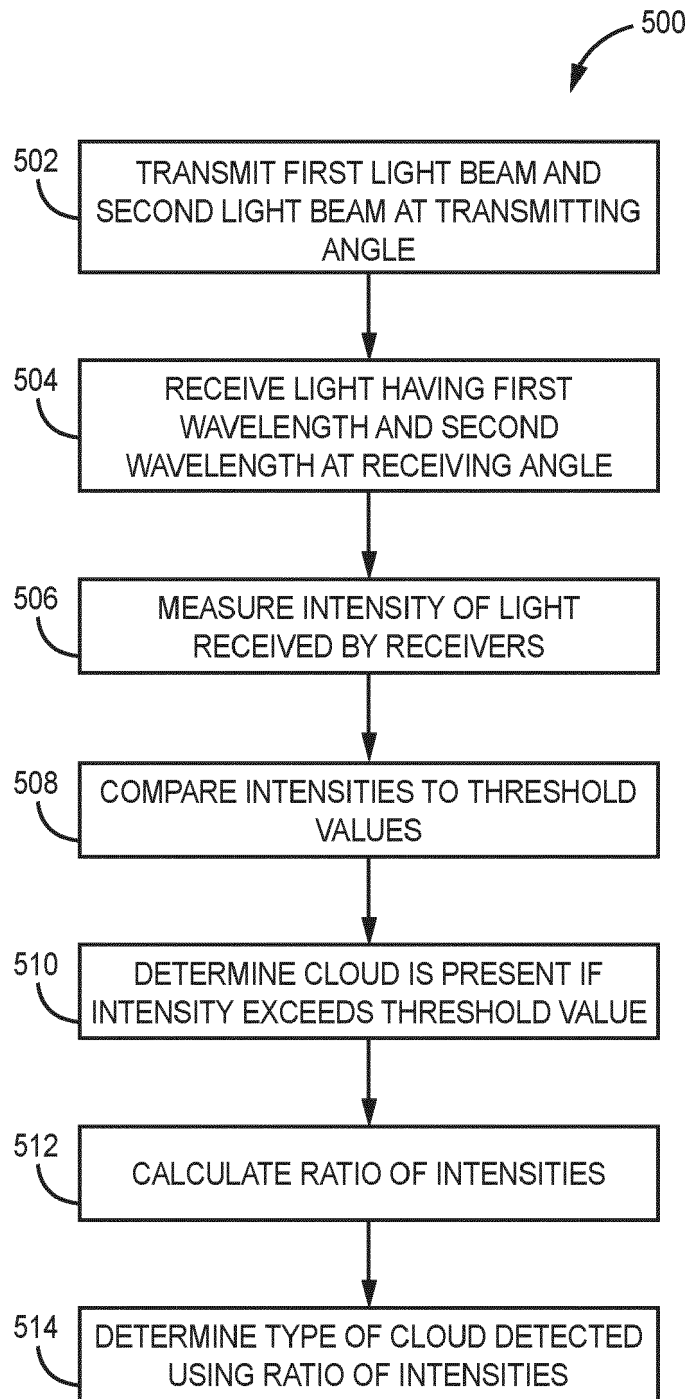 500
502
TRANSMIT FIRST LIGHT BEAM AND
SECOND LIGHT BEAM AT TRANSMITTING
ANGLE
504
RECEIVE LIGHT HAVING FIRST
WAVELENGTH AND SECOND
WAVELENGTH AT RECEIVING ANGLE
506
MEASURE INTENSITY OF LIGHT
RECEIVED BY RECEIVERS
508
COMPARE INTENSITIES TO THRESHOLD
VALUES
510
DETERMINE CLOUD IS PRESENT IF
INTENSITY EXCEEDS THRESHOLD VALUE
512
CALCULATE RATIO OF INTENSITIES
514
DETERMINE TYPE OF CLOUD DETECTED
USING RATIO OF INTENSITIES